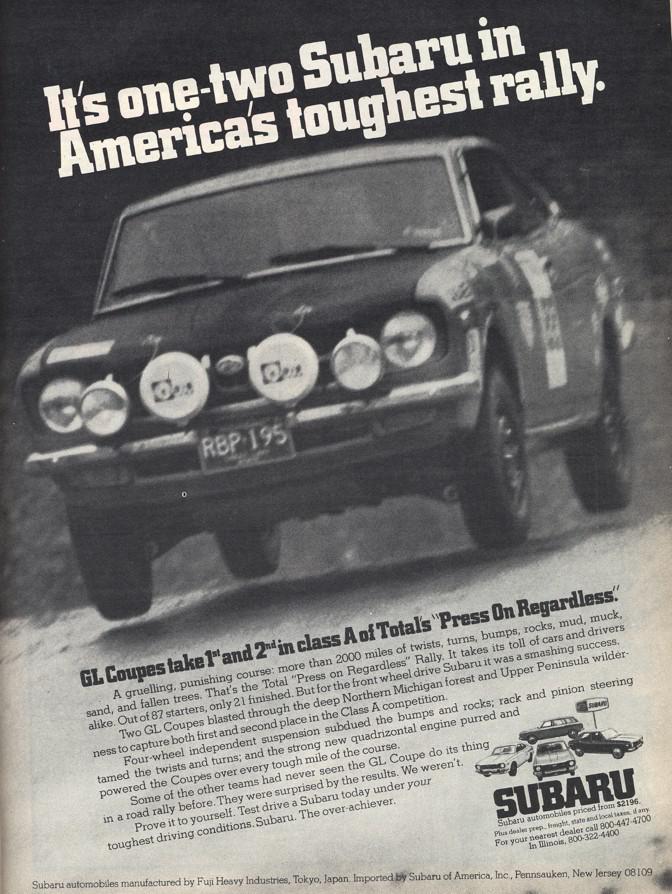 It's one-two Subaru in
America's toughest rally.
RBP 195
GL Coupes take 1st and 2nd in class A of Total's "Press On Regardless."
A gruelling, punishing course: more than 2000 miles of twists, turns, bumps, rocks, mud, muck,
sand, and fallen trees. That's the Total "Press on Regardless" Rally. It takes its toll of cars and drivers
alike. Out of 87 starters, only 21 finished. But for the front wheel drive Subaru it was a smashing success.
Two GL Coupes blasted through the deep Northern Michigan forest and Upper Peninsula wilder-
ness to capture both first and second place in the Class A competition.
Four-wheel independent suspension subdued the bumps and rocks; rack and pinion steering
tamed the twists and turns; and the strong new quadrizontal engine purred and
powered the Coupes over every tough mile of the course.
Some of the other teams had never seen the GL Coupe do its thing
in a road rally before. They were surprised by the results. We weren't.
Prove it to yourself. Test drive a Subaru today under your
toughest driving conditions. Subaru. The over-achiever.
SUBARU
SUBARU
Subaru automobiles priced from $2196.
Plus dealer prep., freight, state and local taxes, if any.
For your nearest dealer call 800-447-4700
In Illinois, 800-322-4400
Subaru automobiles manufactured by Fuji Heavy Industries, Tokyo, Japan. Imported by Subaru of America, Inc., Pennsauken, New Jersey 08109